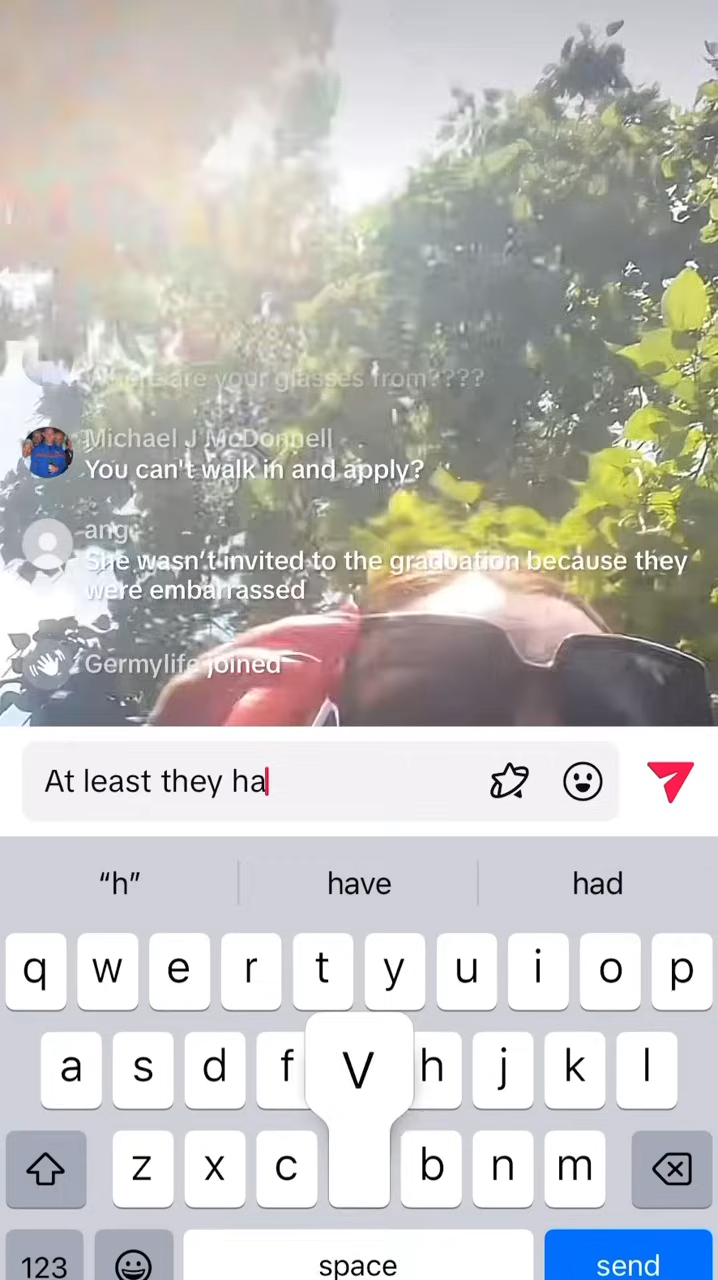 are your glasses from????
Michael J McDonnell
You can't walk in and apply?
ang
She wasn't invited to the graduation because they
were embarrassed
Germylife joined
At least they ha
“h”
have
had
q w e r t y u i o p
a s d f V h j k l
z x c b n m
123
space
send